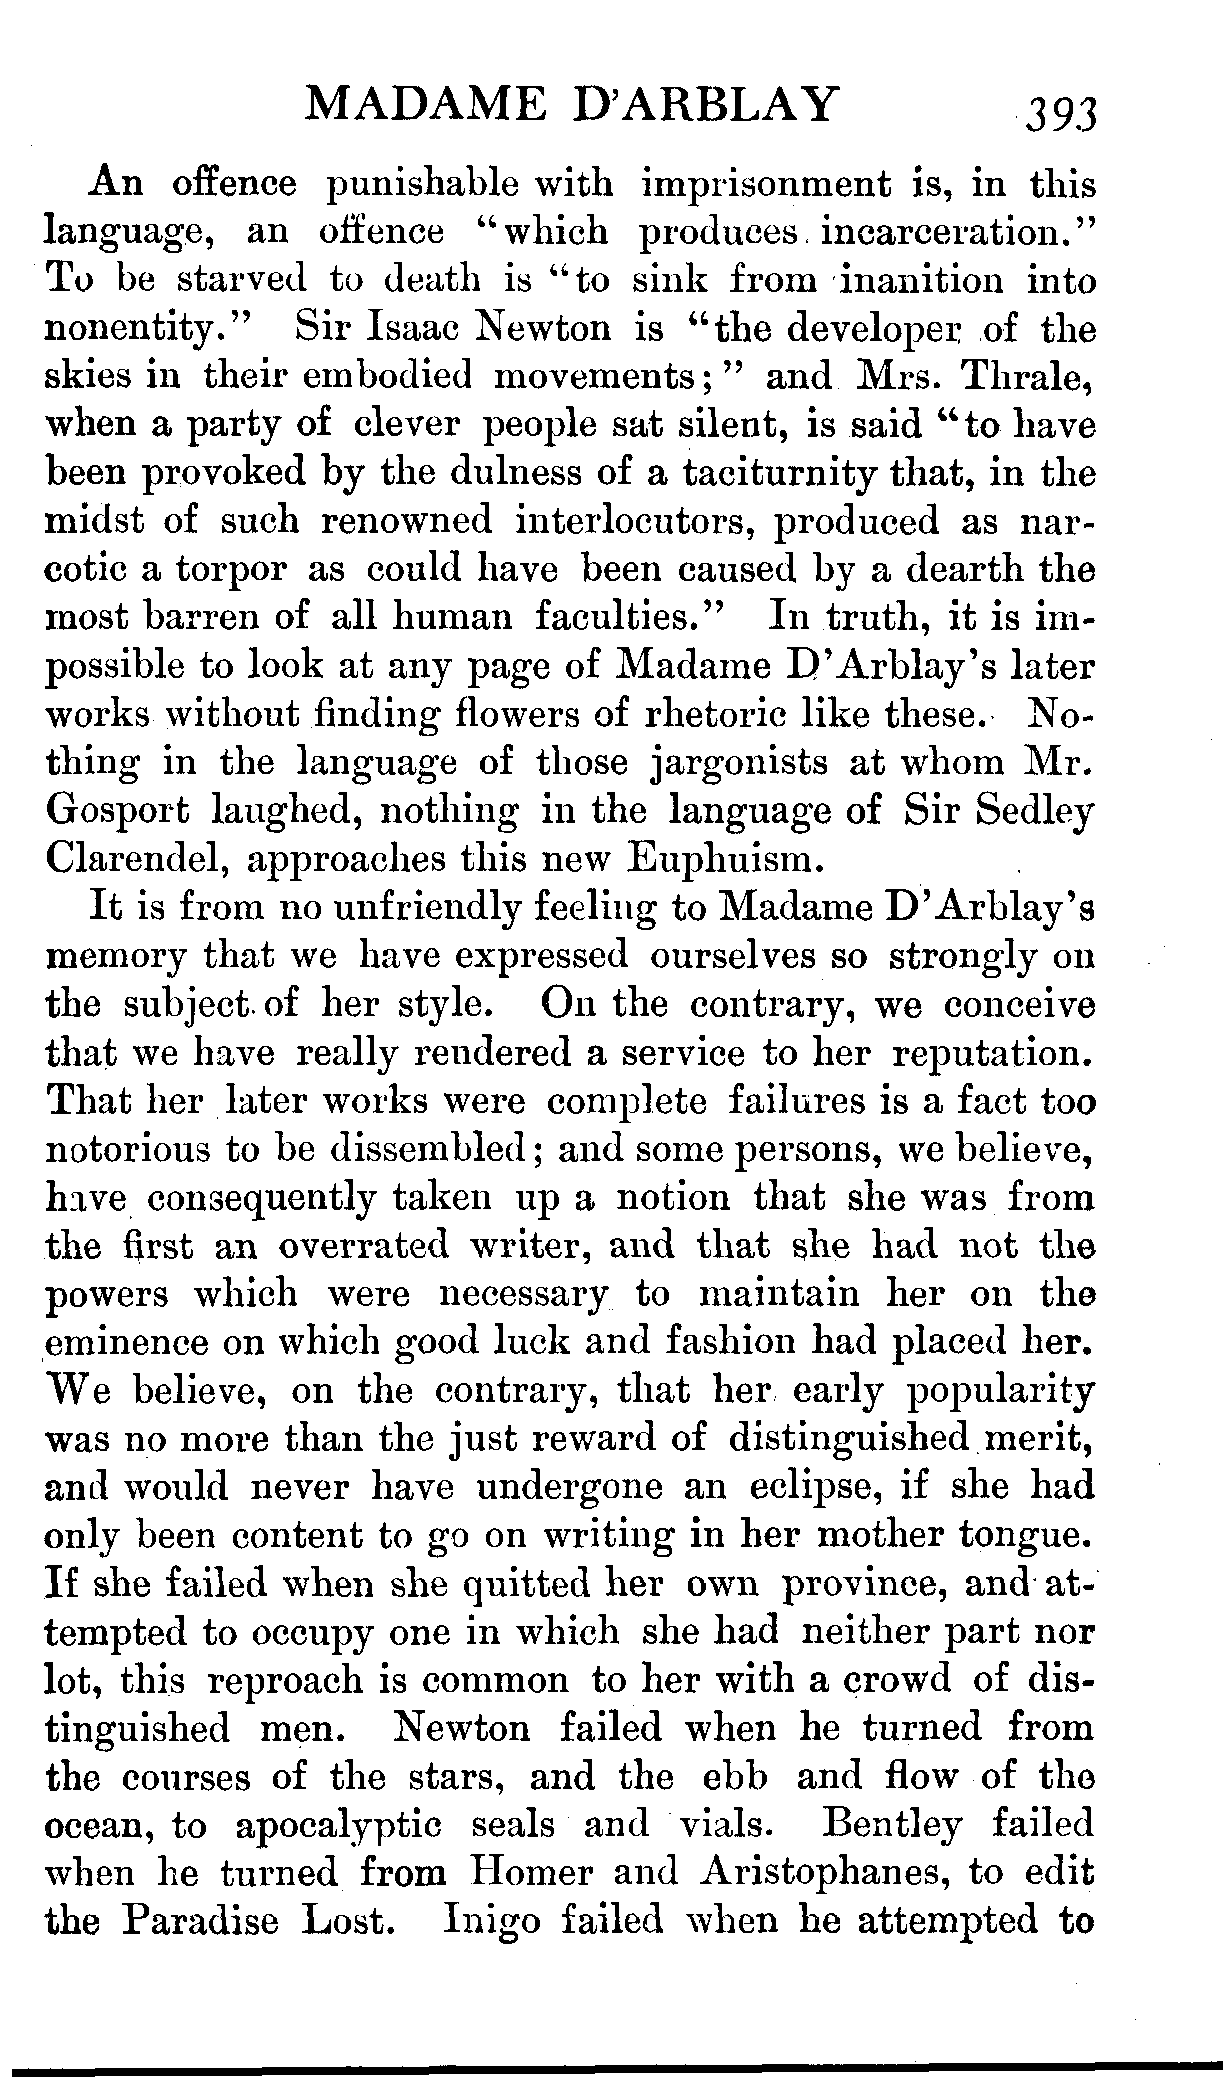 MADAME D'ARBLAY 393
An offence punishable with imprisonment is, in this
language, an offence “which produces incarceration.”
To be starved to death is “to sink from inanition into
nonentity.” Sir Isaac Newton is “the developer of the
skies in their embodied movements;” and Mrs. Thrale,
when a party of clever people sat silent, is said “to have
been provoked by the dulness of a taciturnity that, in the
midst of such renowned interlocutors, produced as nar-
cotic a torpor as could have been caused by a dearth the
most barren of all human faculties.” In truth, it is im-
possible to look at any page of Madame D'Arblay's later
works without finding flowers of rhetoric like these. No-
thing in the language of those jargonists at whom Mr.
Gosport laughed, nothing in the language of Sir Sedley
Clarendel, approaches this new Euphuism.
It is from no unfriendly feeling to Madame D'Arblay's
memory that we have expressed ourselves so strongly on
the subject of her style. On the contrary, we conceive
that we have really rendered a service to her reputation.
That her later works were complete failures is a fact too
notorious to be dissembled; and some persons, we believe,
have consequently taken up a notion that she was from
the first an overrated writer, and that she had not the
powers which were necessary to maintain her on the
eminence on which good luck and fashion had placed her.
We believe, on the contrary, that her early popularity
was no more than the just reward of distinguished merit,
and would never have undergone an eclipse, if she had
only been content to go on writing in her mother tongue.
If she failed when she quitted her own province, and at-
tempted to occupy one in which she had neither part nor
lot, this reproach is common to her with a crowd of dis-
tinguished men. Newton failed when he turned from
the courses of the stars, and the ebb and flow of the
ocean, to apocalyptic seals and vials. Bentley failed
when he turned from Homer and Aristophanes, to edit
the Paradise Lost. Inigo failed when he attempted to